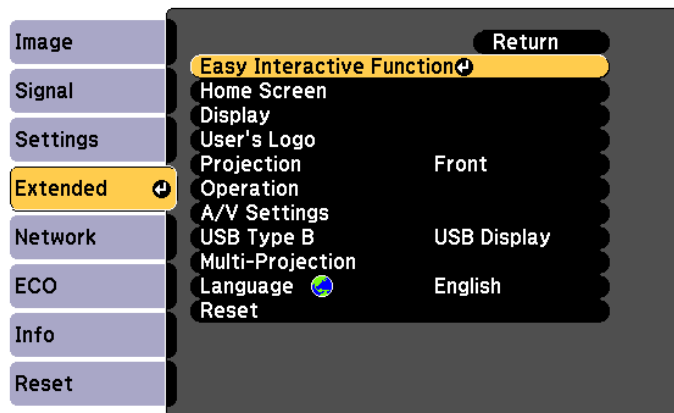 Image
Signal
Settings
Extended
Network
ECO
Info
Reset
Return
Easy Interactive Function
Home Screen
Display
User's Logo
Projection Front
Operation
A/V Settings
USB Type B USB Display
Multi-Projection
Language English
Reset